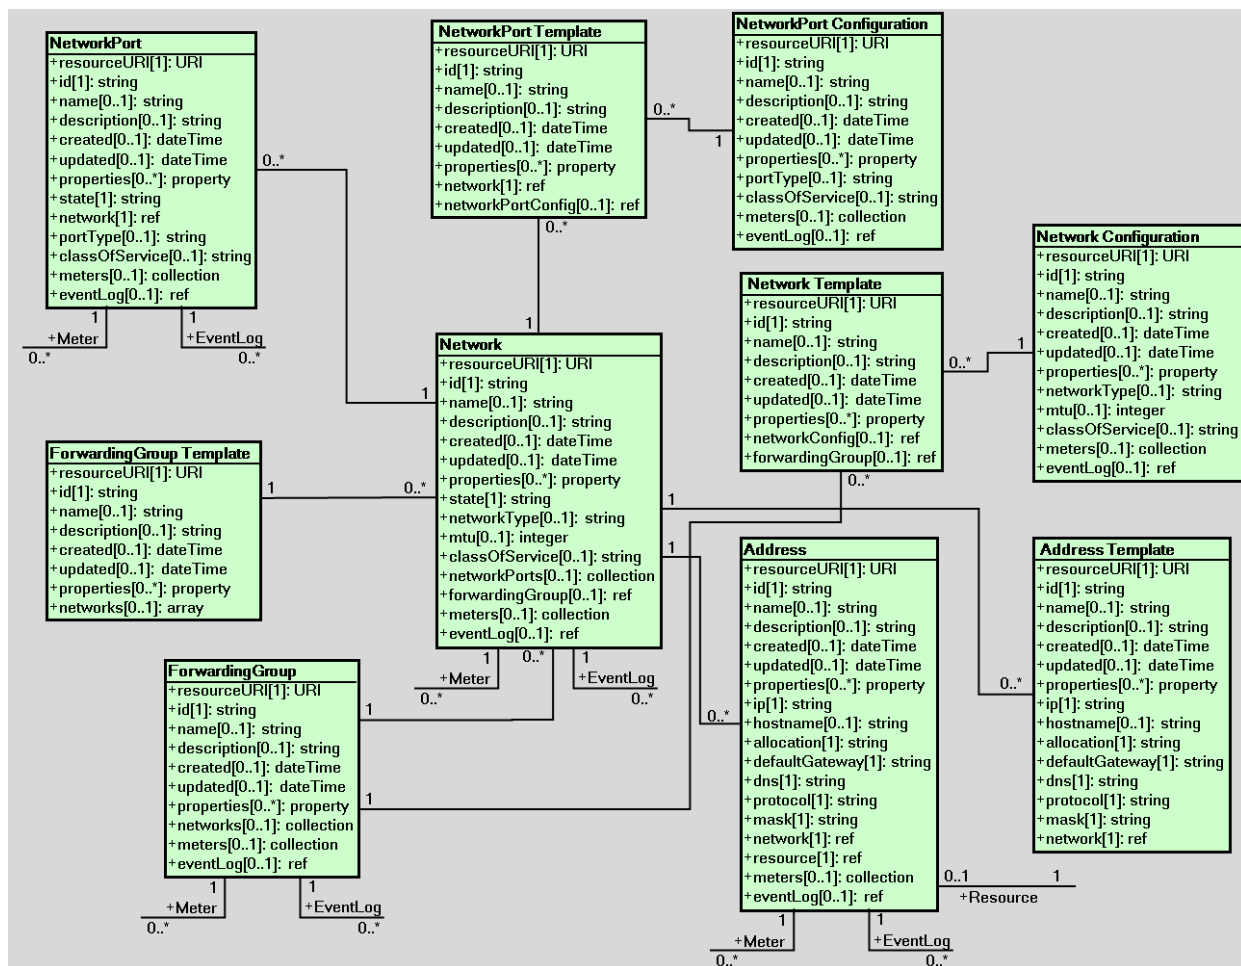 NetworkPort
+resourceURI[1]: URI
+id[1]: string
+name[0..1]: string
+description[0..1]: string
+created[0..1]: dateTime
+updated[0..1]: dateTime
+properties[0..*]: property
+state[1]: string
+network[1]: ref
+portType[0..1]: string
+classOfService[0..1]: string
+meters[0..1]: collection
+eventLog[0..1]: ref
1
1
+Meter
+EventLog
0..*
0..*
0..*
NetworkPort Template
+resourceURI[1]: URI
+id[1]: string
+name[0..1]: string
+description[0..1]: string
+created[0..1]: dateTime
+updated[0..1]: dateTime
+properties[0..*]: property
+network[1]: ref
+networkPortConfig[0..1]: ref
0..*
0..*
1
1
NetworkPort Configuration
+resourceURI[1]: URI
+id[1]: string
+name[0..1]: string
+description[0..1]: string
+created[0..1]: dateTime
+updated[0..1]: dateTime
+properties[0..*]: property
+portType[0..1]: string
+classOfService[0..1]: string
+meters[0..1]: collection
+eventLog[0..1]: ref
Network Configuration
+resourceURI[1]: URI
+id[1]: string
+name[0..1]: string
+description[0..1]: string
+created[0..1]: dateTime
+updated[0..1]: dateTime
+properties[0..*]: property
+networkType[0..1]: string
+mtu[0..1]: integer
+classOfService[0..1]: string
+meters[0..1]: collection
+eventLog[0..1]: ref
1
0..*
Network Template
+resourceURI[1]: URI
+id[1]: string
+name[0..1]: string
+description[0..1]: string
+created[0..1]: dateTime
+updated[0..1]: dateTime
+properties[0..*]: property
+networkConfig[0..1]: ref
+forwardingGroup[0..1]: ref
0..*
Network
+resourceURI[1]: URI
+id[1]: string
+name[0..1]: string
+description[0..1]: string
+created[0..1]: dateTime
+updated[0..1]: dateTime
+properties[0..*]: property
+state[1]: string
+networkType[0..1]: string
+mtu[0..1]: integer
+classOfService[0..1]: string
+networkPorts[0..1]: collection
+forwardingGroup[0..1]: ref
+meters[0..1]: collection
+eventLog[0..1]: ref
1
0..*
1
1
1
0..*
1
+Meter
+EventLog
0..*
0..*
ForwardingGroup Template
+resourceURI[1]: URI
+id[1]: string
+name[0..1]: string
+description[0..1]: string
+created[0..1]: dateTime
+updated[0..1]: dateTime
+properties[0..*]: property
+networks[0..1]: array
1
ForwardingGroup
+resourceURI[1]: URI
+id[1]: string
+name[0..1]: string
+description[0..1]: string
+created[0..1]: dateTime
+updated[0..1]: dateTime
+properties[0..*]: property
+networks[0..1]: collection
+meters[0..1]: collection
+eventLog[0..1]: ref
1
1
1
1
+Meter
+EventLog
0..*
0..*
Address
+resourceURI[1]: URI
+id[1]: string
+name[0..1]: string
+description[0..1]: string
+created[0..1]: dateTime
+updated[0..1]: dateTime
+properties[0..*]: property
+ip[1]: string
+hostname[0..1]: string
+allocation[1]: string
+defaultGateway[1]: string
+dns[1]: string
+protocol[1]: string
+mask[1]: string
+network[1]: ref
+resource[1]: ref
+meters[0..1]: collection
+eventLog[0..1]: ref
0..*
0..1
1
+Resource
1
1
+Meter
+EventLog
0..*
0..*
Address Template
+resourceURI[1]: URI
+id[1]: string
+name[0..1]: string
+description[0..1]: string
+created[0..1]: dateTime
+updated[0..1]: dateTime
+properties[0..*]: property
+ip[1]: string
+hostname[0..1]: string
+allocation[1]: string
+defaultGateway[1]: string
+dns[1]: string
+protocol[1]: string
+mask[1]: string
+network[1]: ref
0..*